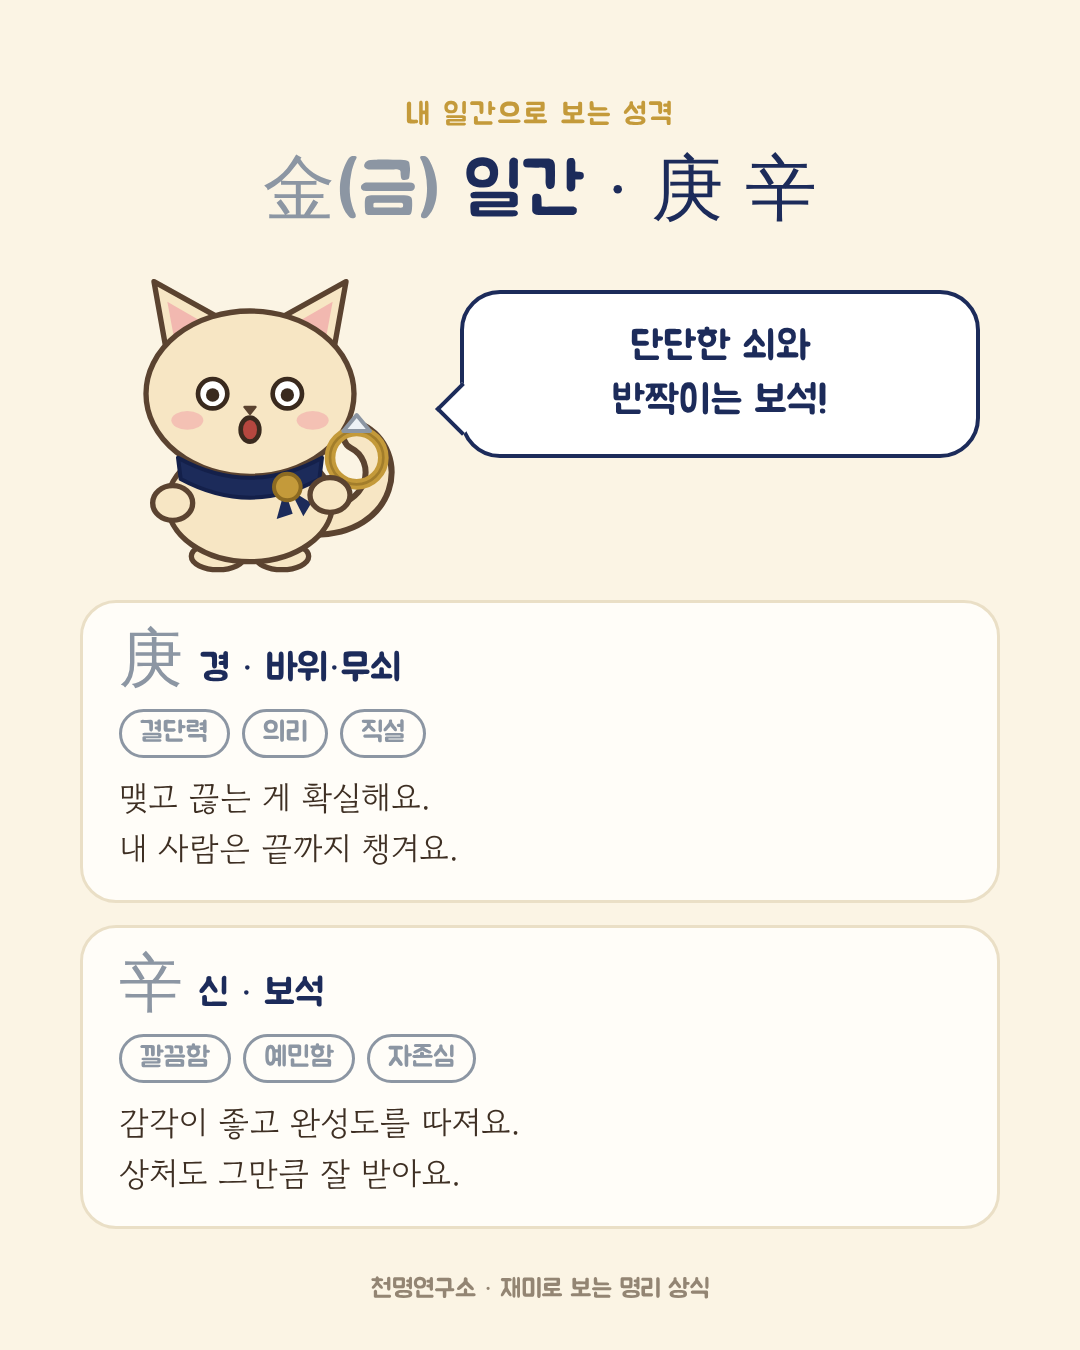 내 일간으로 보는 성격
金(금) 일간 · 庚 辛
단단한 쇠와
반짝이는 보석!
庚 경 · 바위·무쇠
결단력 의리 직설
맺고 끊는 게 확실해요.
내 사람은 끝까지 챙겨요.
辛 신 · 보석
깔끔함 예민함 자존심
감각이 좋고 완성도를 따져요.
상처도 그만큼 잘 받아요.
천명연구소 · 재미로 보는 명리 상식